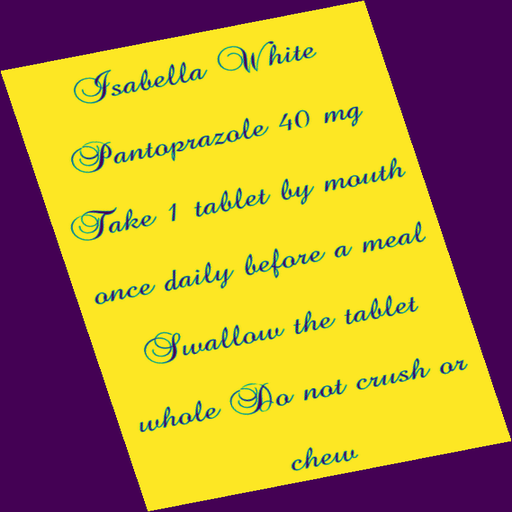 Isabella White
Pantoprazole 40 mg
Take 1 tablet by mouth
once daily before a meal
Swallow the tablet
whole Do not crush or
chew